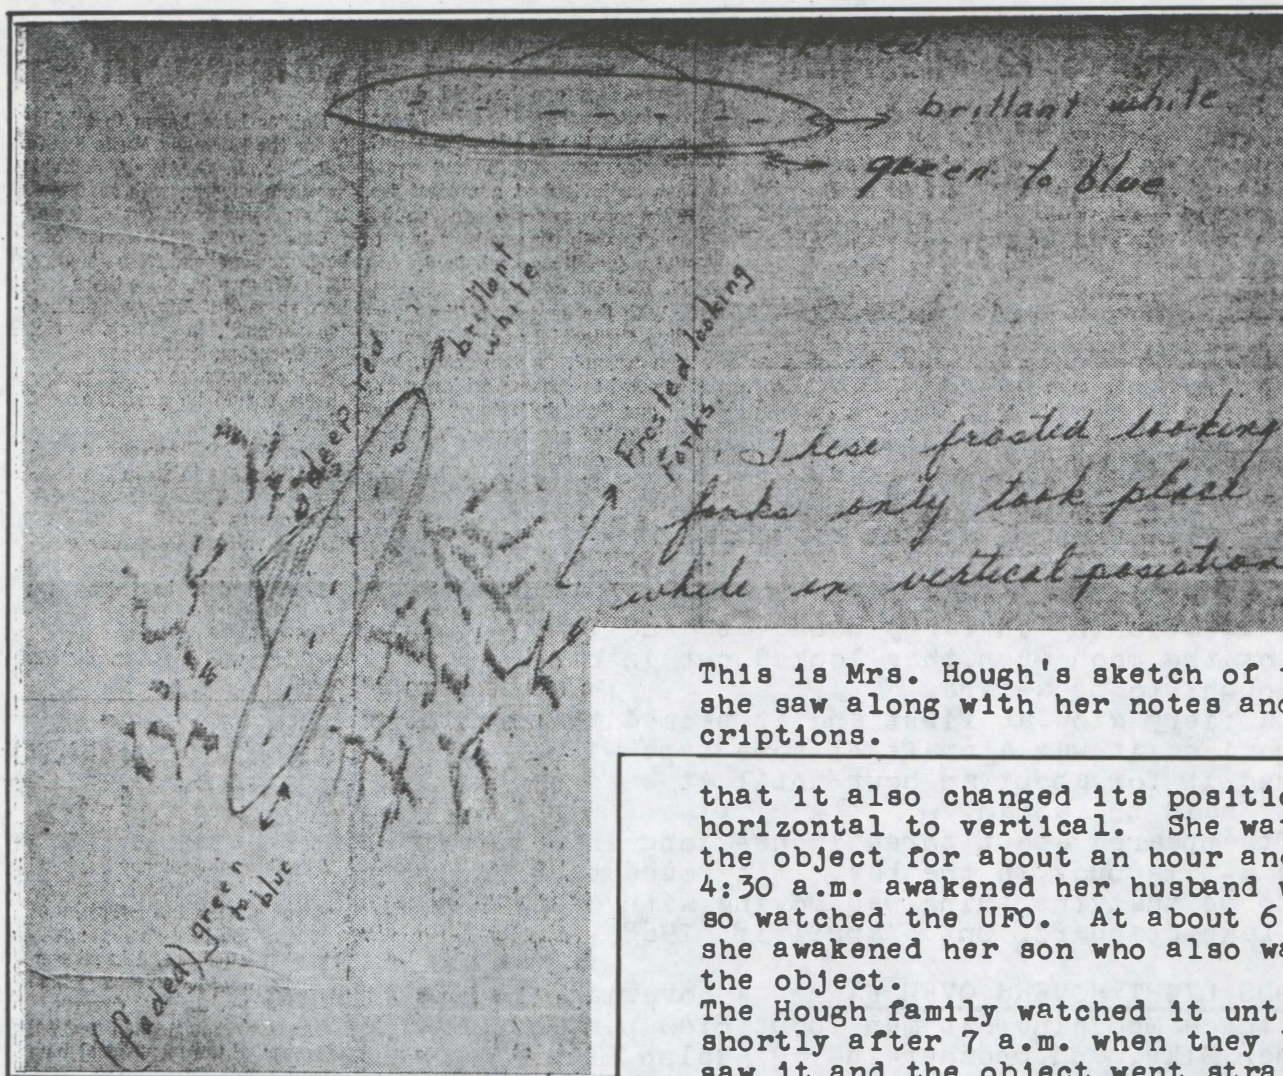 red
brillant white
green to blue
brillant
white
deep red
Frosted looking
forks
These frosted looking
forks only took place
while in vertical position
(faded) green
to
blue
This is Mrs. Hough's sketch of
she saw along with her notes and
criptions.
that it also changed its positi
horizontal to vertical. She wat
the object for about an hour and
4:30 a.m. awakened her husband
so watched the UFO. At about 6
she awakened her son who also wa
the object.
The Hough family watched it unt
shortly after 7 a.m. when they
saw it and the object went stra